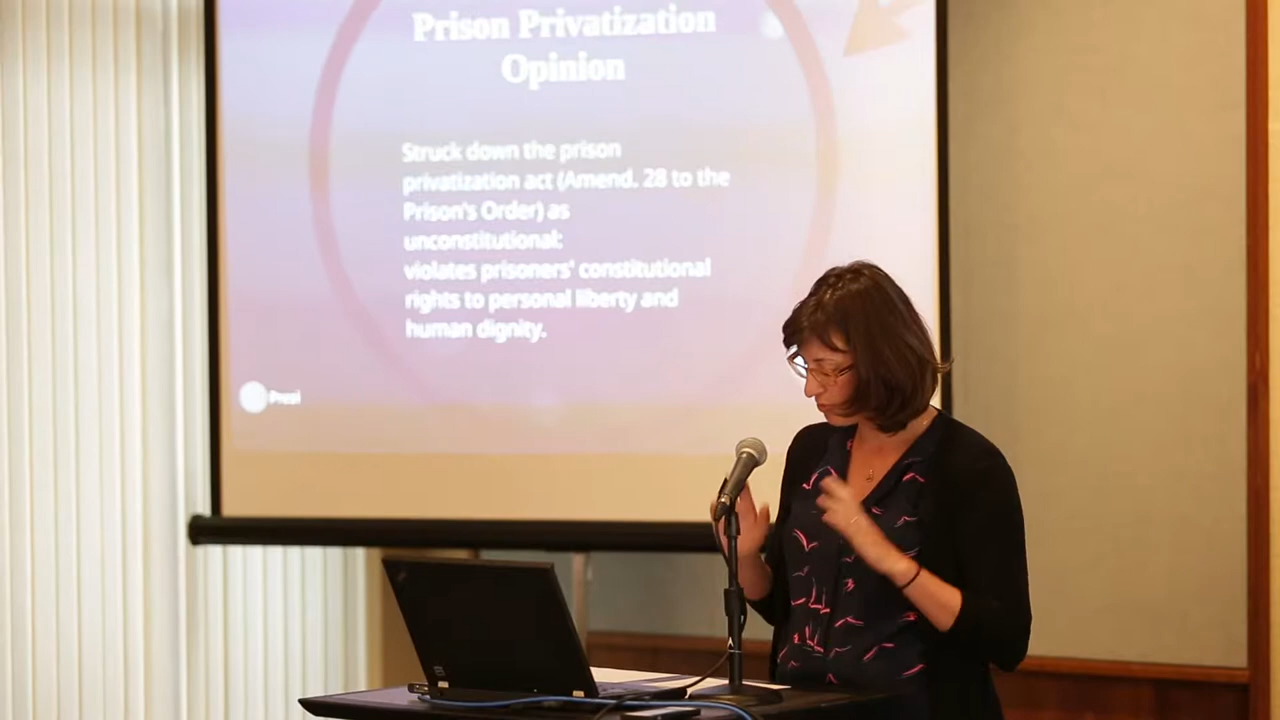 Prison Privatization
Opinion
Struck down the prison
privatization act (Amend. 28 to the
Prison's Order) as
unconstitutional:
violates prisoners' constitutional
rights to personal liberty and
human dignity.
Prezi